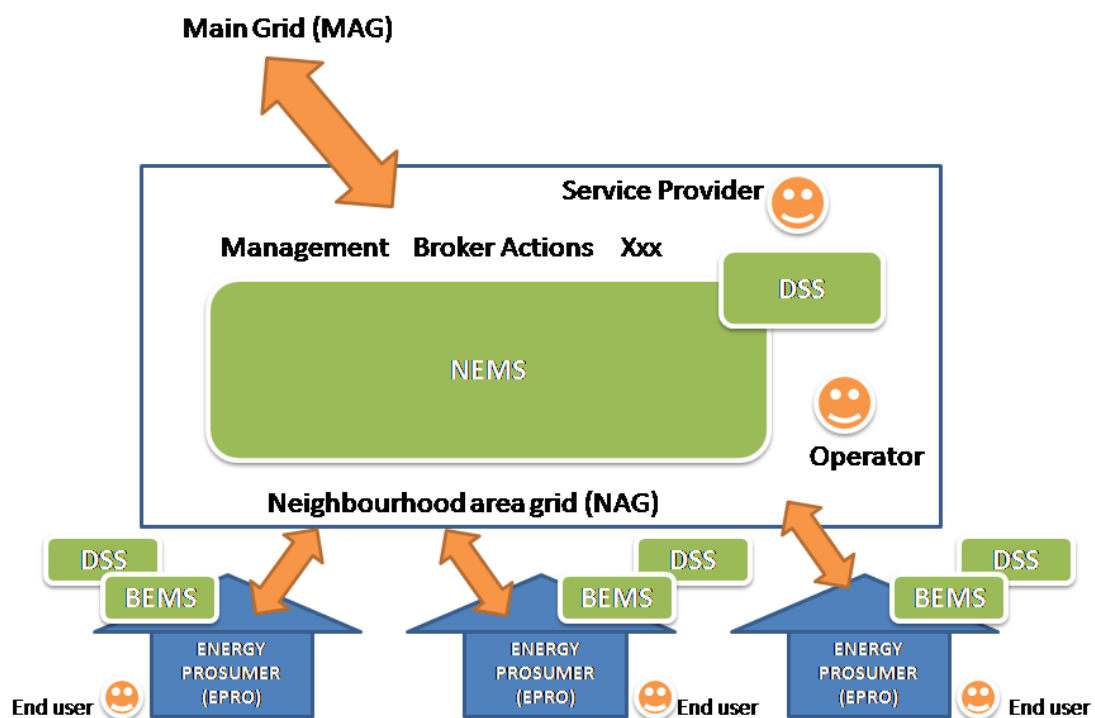 Main Grid (MAG)
Service Provider
Management Broker Actions Xxx
DSS
NEMS
Operator
Neighbourhood area grid (NAG)
DSS
BEMS
ENERGY
PROSUMER
(EPRO)
End user
DSS
BEMS
ENERGY
PROSUMER
(EPRO)
End user
DSS
BEMS
ENERGY
PROSUMER
(EPRO)
End user